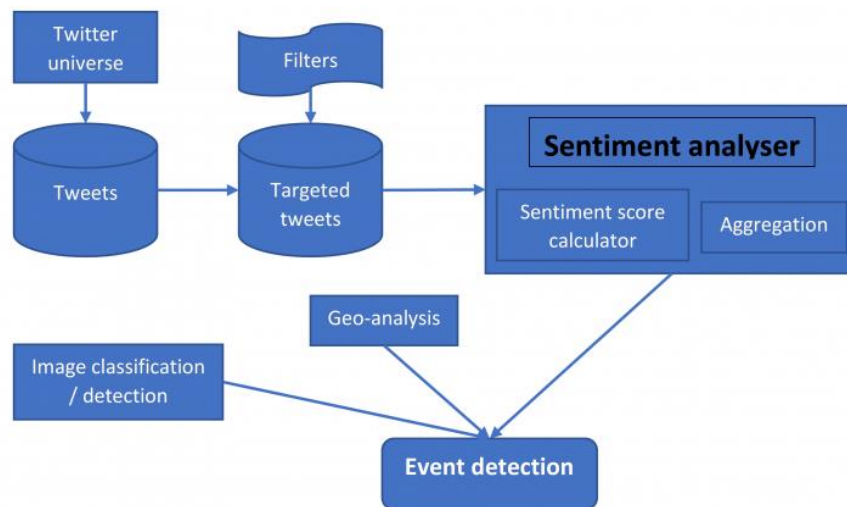 Twitter
universe
Filters
Tweets
Targeted
tweets
Sentiment analyser
Sentiment score
calculator
Aggregation
Geo-analysis
Image classification
/ detection
Event detection